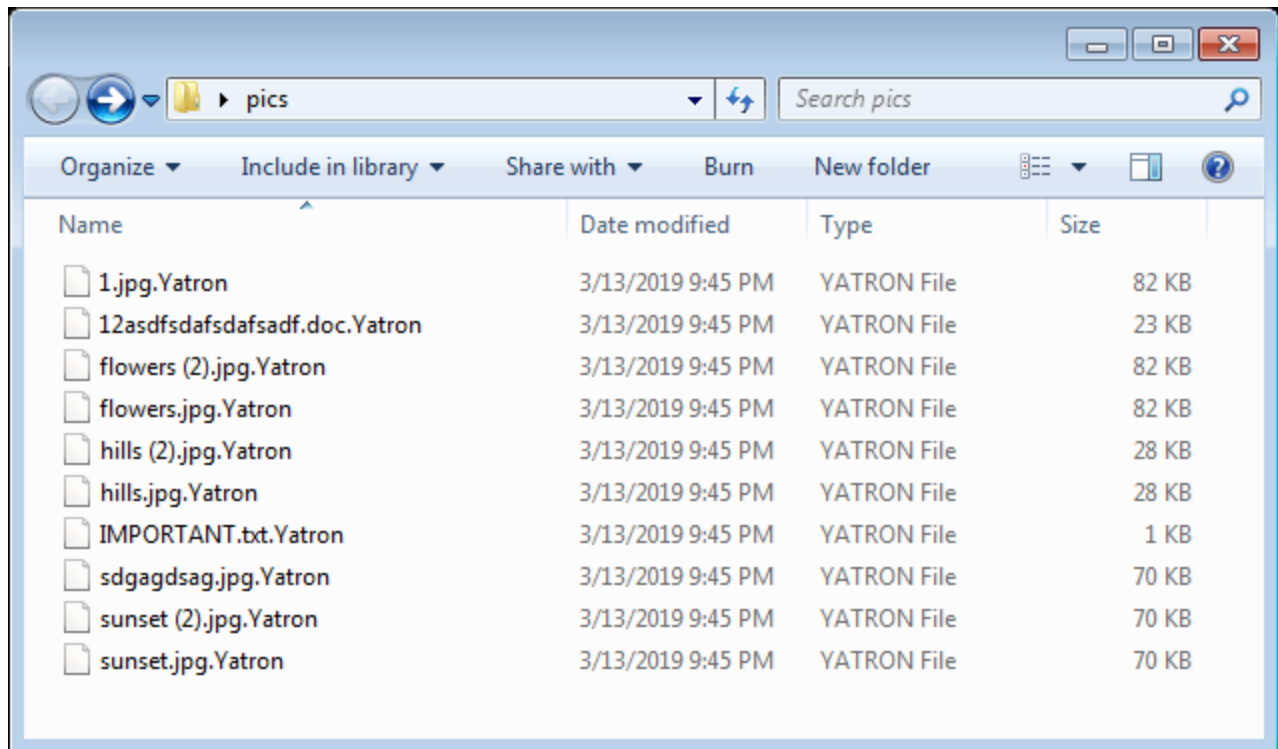 pics
Search pics
Organize Include in library Share with Burn New folder
Name Date modified Type Size
1.jpg.Yatron 3/13/2019 9:45 PM YATRON File 82 KB
12asdfsdafsdafsadf.doc.Yatron 3/13/2019 9:45 PM YATRON File 23 KB
flowers (2).jpg.Yatron 3/13/2019 9:45 PM YATRON File 82 KB
flowers.jpg.Yatron 3/13/2019 9:45 PM YATRON File 82 KB
hills (2).jpg.Yatron 3/13/2019 9:45 PM YATRON File 28 KB
hills.jpg.Yatron 3/13/2019 9:45 PM YATRON File 28 KB
IMPORTANT.txt.Yatron 3/13/2019 9:45 PM YATRON File 1 KB
sdgagdsag.jpg.Yatron 3/13/2019 9:45 PM YATRON File 70 KB
sunset (2).jpg.Yatron 3/13/2019 9:45 PM YATRON File 70 KB
sunset.jpg.Yatron 3/13/2019 9:45 PM YATRON File 70 KB